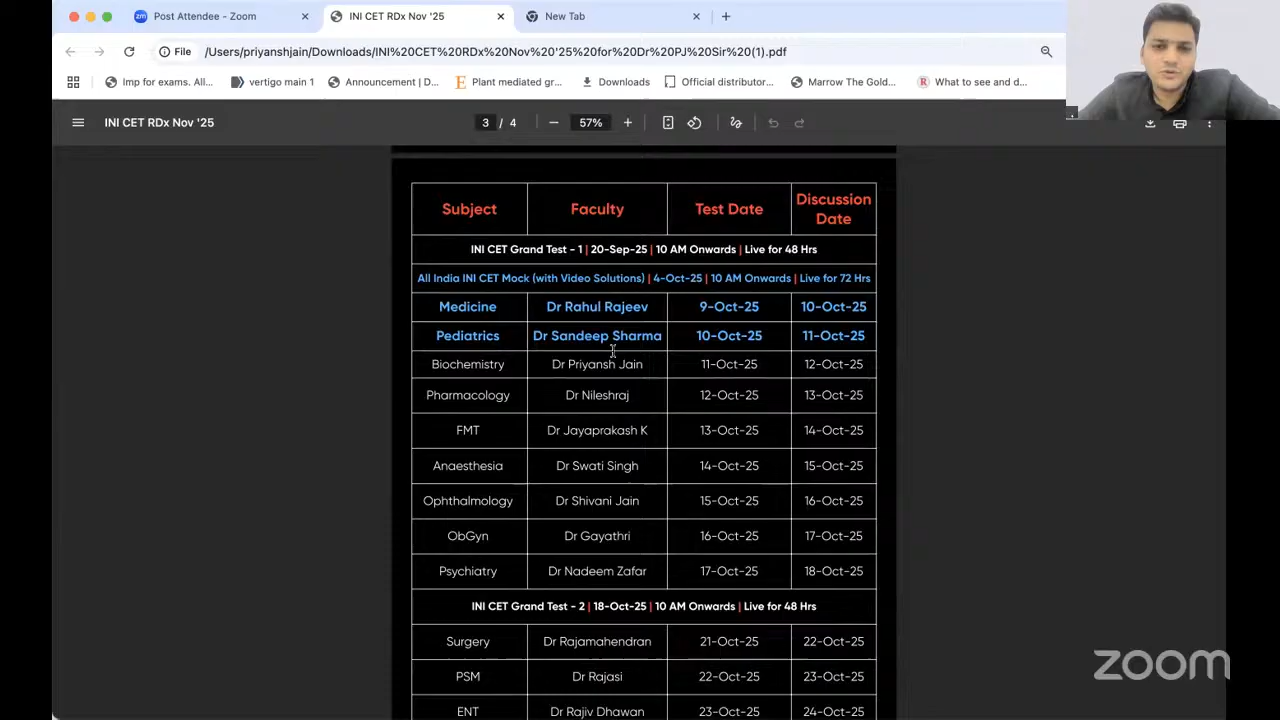 Post Attendee - Zoom
INI CET RDx Nov '25
New Tab
File /Users/priyanshjain/Downloads/INI%20CET%20RDx%20Nov%20'25%20for%20Dr%20PJ%20Sir%20(1).pdf
Imp for exams. All... vertigo main 1 Announcement | D... Plant mediated gr... Downloads Official distributor... Marrow The Gold... What to see and d...
INI CET RDx Nov '25 3 / 4 57%
Subject Faculty Test Date Discussion Date
INI CET Grand Test - 1 | 20-Sep-25 | 10 AM Onwards | Live for 48 Hrs
All India INI CET Mock (with Video Solutions) | 4-Oct-25 | 10 AM Onwards | Live for 72 Hrs
Medicine Dr Rahul Rajeev 9-Oct-25 10-Oct-25
Pediatrics Dr Sandeep Sharma 10-Oct-25 11-Oct-25
Biochemistry Dr Priyansh Jain 11-Oct-25 12-Oct-25
Pharmacology Dr Nileshraj 12-Oct-25 13-Oct-25
FMT Dr Jayaprakash K 13-Oct-25 14-Oct-25
Anaesthesia Dr Swati Singh 14-Oct-25 15-Oct-25
Ophthalmology Dr Shivani Jain 15-Oct-25 16-Oct-25
ObGyn Dr Gayathri 16-Oct-25 17-Oct-25
Psychiatry Dr Nadeem Zafar 17-Oct-25 18-Oct-25
INI CET Grand Test - 2 | 18-Oct-25 | 10 AM Onwards | Live for 48 Hrs
Surgery Dr Rajamahendran 21-Oct-25 22-Oct-25
PSM Dr Rajasi 22-Oct-25 23-Oct-25
ENT Dr Rajiv Dhawan 23-Oct-25 24-Oct-25
zoom